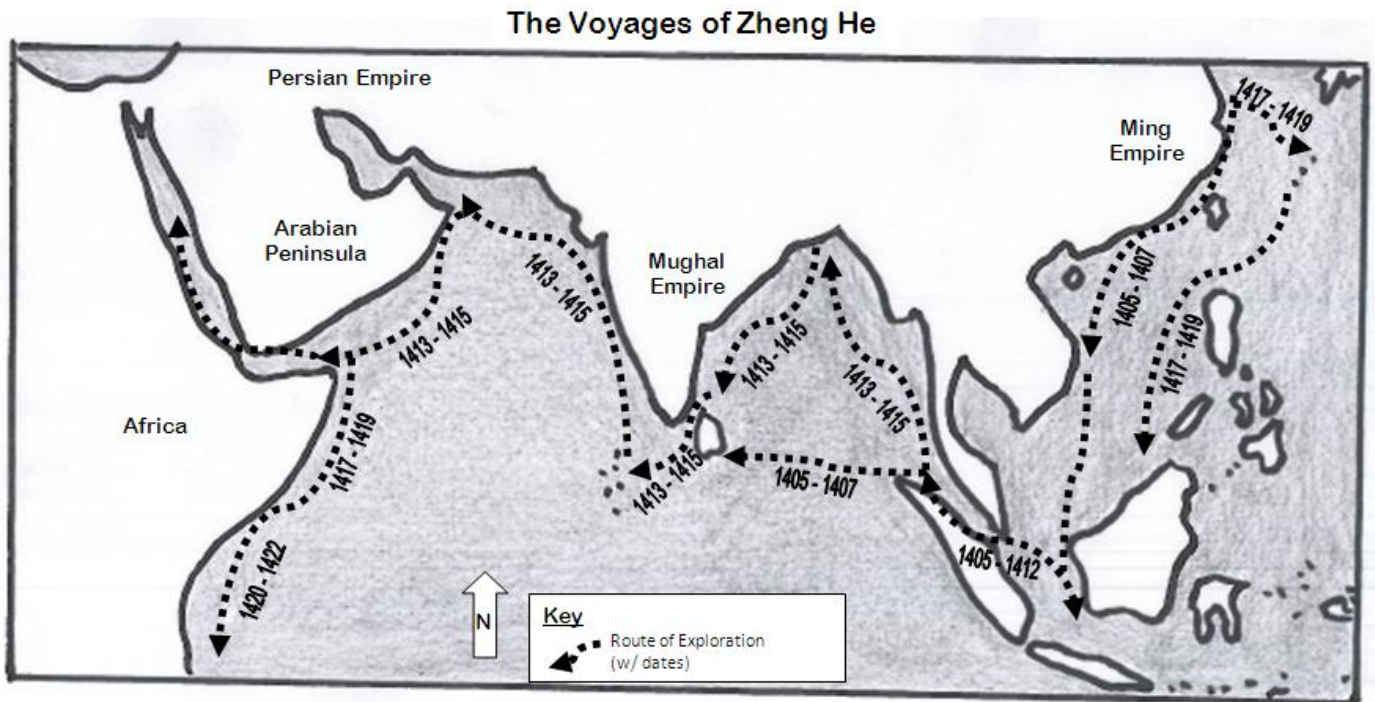 The Voyages of Zheng He
Persian Empire
Ming
Empire
1417 - 1419
Arabian
Peninsula
Mughal
Empire
1413 - 1415
1405 - 1407
1413 - 1415
1413 - 1415
1413 - 1415
1417 - 1419
Africa
1417 - 1419
1413 - 1415
1405 - 1407
1420 - 1422
1405 - 1412
N
Key
Route of Exploration
(w/ dates)